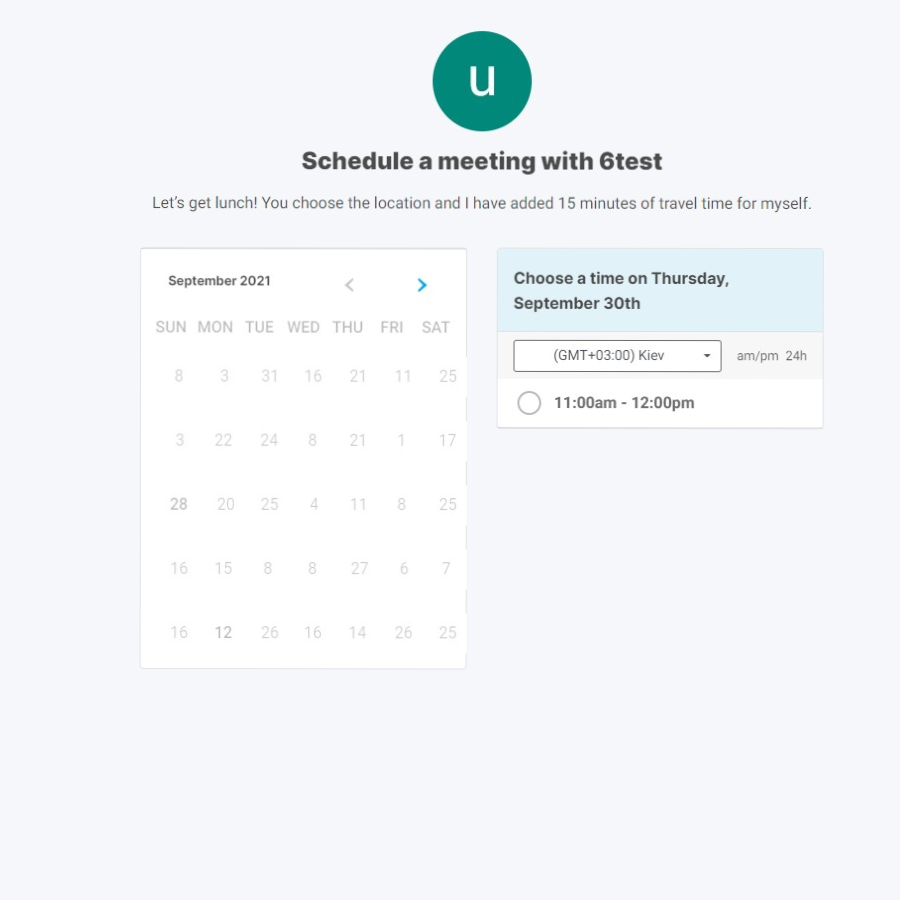 u
Schedule a meeting with 6test
Let's get lunch! You choose the location and I have added 15 minutes of travel time for myself.
September 2021
SUN MON TUE WED THU FRI SAT
8 3 31 16 21 11 25
3 22 24 8 21 1 17
28 20 25 4 11 8 25
16 15 8 8 27 6 7
16 12 26 16 14 26 25
Choose a time on Thursday,
September 30th
(GMT+03:00) Kiev am/pm 24h
11:00am - 12:00pm